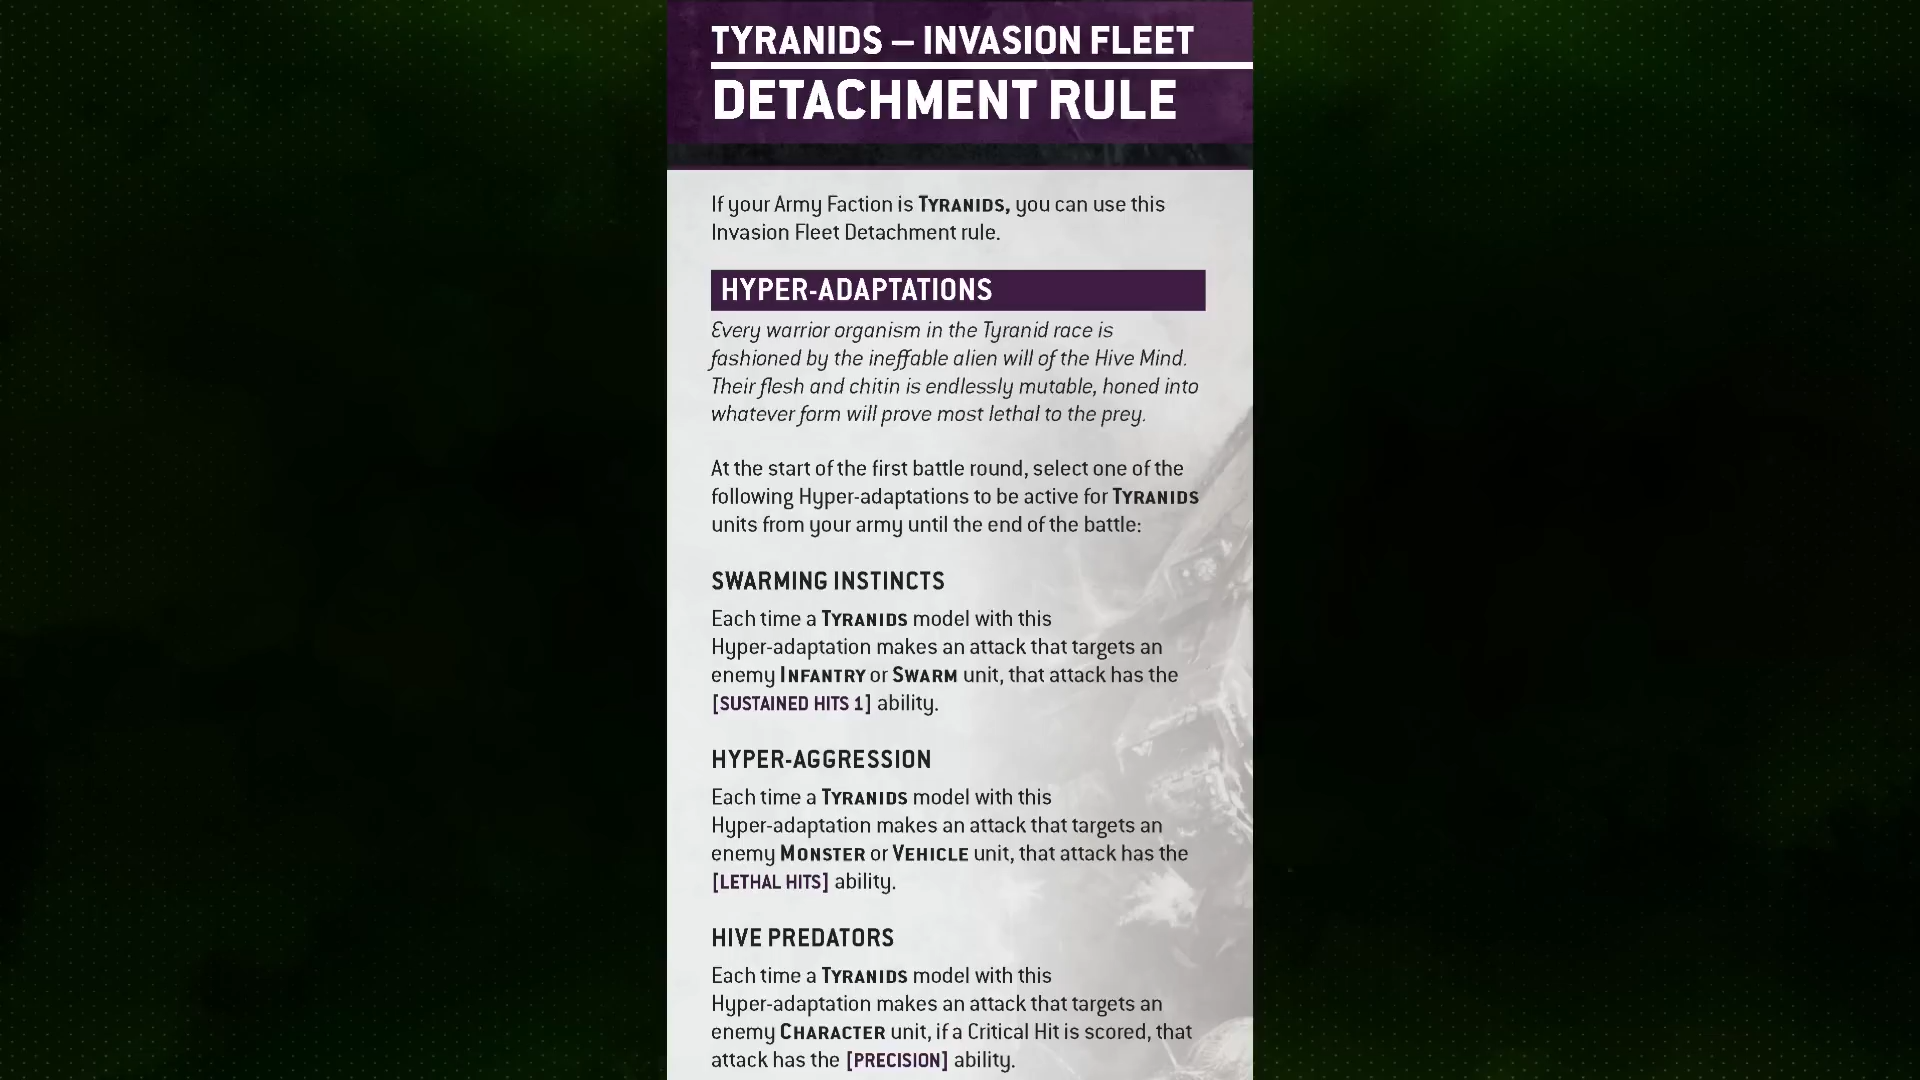 TYRANIDS – INVASION FLEET
DETACHMENT RULE
If your Army Faction is TYRANIDS, you can use this
Invasion Fleet Detachment rule.
HYPER-ADAPTATIONS
Every warrior organism in the Tyranid race is
fashioned by the ineffable alien will of the Hive Mind.
Their flesh and chitin is endlessly mutable, honed into
whatever form will prove most lethal to the prey.
At the start of the first battle round, select one of the
following Hyper-adaptations to be active for TYRANIDS
units from your army until the end of the battle:
SWARMING INSTINCTS
Each time a TYRANIDS model with this
Hyper-adaptation makes an attack that targets an
enemy INFANTRY or SWARM unit, that attack has the
[SUSTAINED HITS 1] ability.
HYPER-AGGRESSION
Each time a TYRANIDS model with this
Hyper-adaptation makes an attack that targets an
enemy MONSTER or VEHICLE unit, that attack has the
[LETHAL HITS] ability.
HIVE PREDATORS
Each time a TYRANIDS model with this
Hyper-adaptation makes an attack that targets an
enemy CHARACTER unit, if a Critical Hit is scored, that
attack has the [PRECISION] ability.